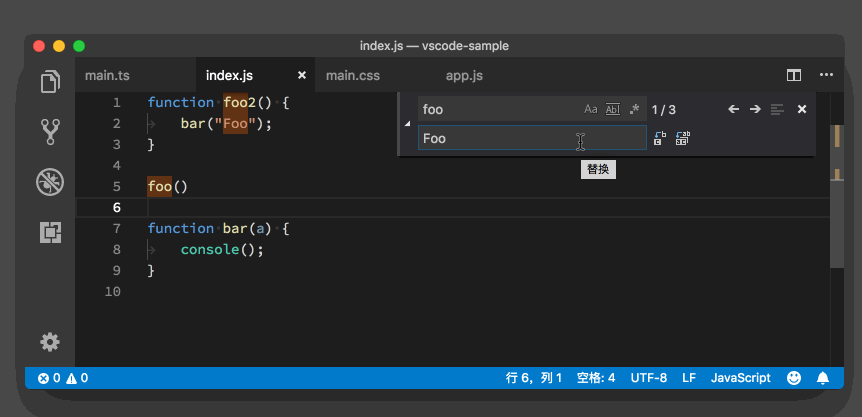 index.js — vscode-sample
main.ts index.js × main.css app.js
foo Aa Abl .* 1 / 3
Foo
替换
1 function foo2() {
2 bar("Foo");
3 }
4
5 foo()
6
7 function bar(a) {
8 console();
9 }
10
0 0 行 6，列 1 空格: 4 UTF-8 LF JavaScript